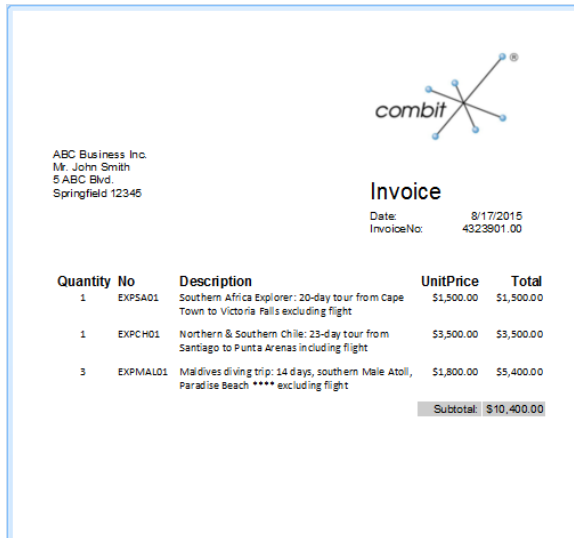 combit ®
ABC Business Inc.
Mr. John Smith
5 ABC Blvd.
Springfield 12345
Invoice
Date: 8/17/2015
InvoiceNo: 4323901.00
Quantity No Description UnitPrice Total
1 EXPSA01 Southern Africa Explorer: 20-day tour from Cape $1,500.00 $1,500.00
Town to Victoria Falls excluding flight
1 EXPCH01 Northern & Southern Chile: 23-day tour from $3,500.00 $3,500.00
Santiago to Punta Arenas including flight
3 EXPMAL01 Maldives diving trip: 14 days, southern Male Atoll, $1,800.00 $5,400.00
Paradise Beach **** excluding flight
Subtotal: $10,400.00